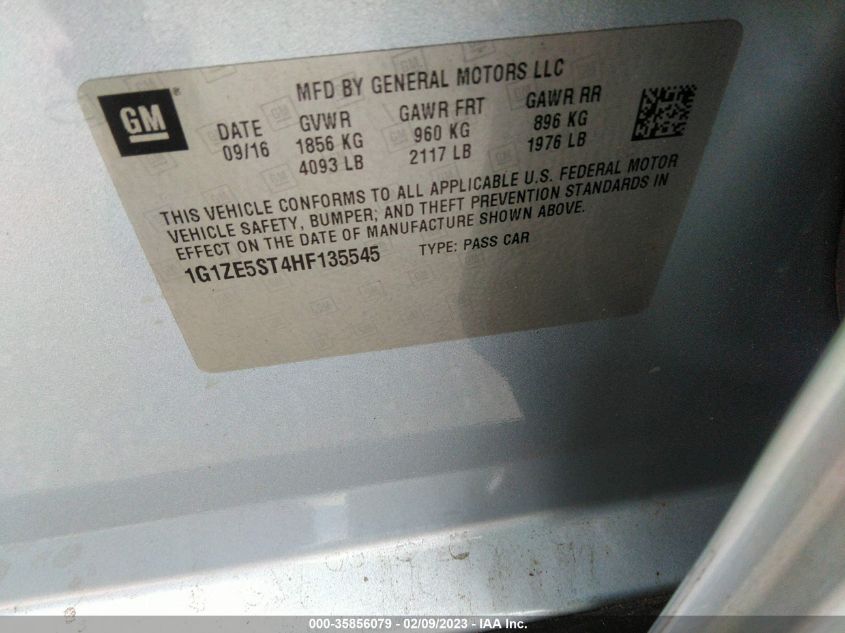 MFD BY GENERAL MOTORS LLC
GM®
DATE GVWR GAWR FRT GAWR RR
09/16 1856 KG 960 KG 896 KG
4093 LB 2117 LB 1976 LB
THIS VEHICLE CONFORMS TO ALL APPLICABLE U.S. FEDERAL MOTOR
VEHICLE SAFETY, BUMPER, AND THEFT PREVENTION STANDARDS IN
EFFECT ON THE DATE OF MANUFACTURE SHOWN ABOVE.
1G1ZE5ST4HF135545 TYPE: PASS CAR
000-35856079 - 02/09/2023 - © IAA Inc.